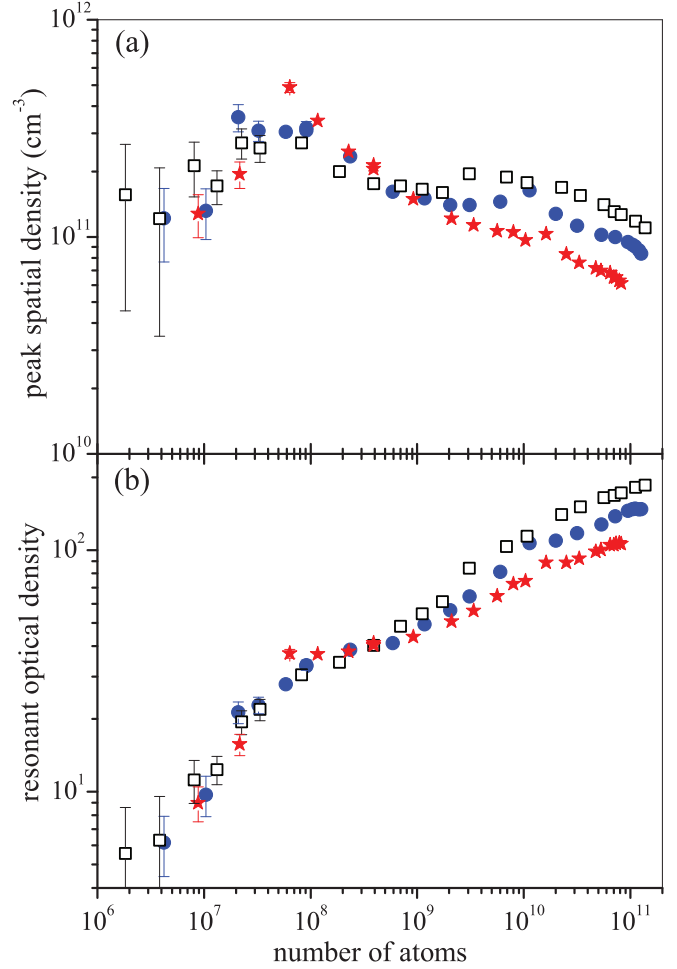 10^12
(a)
peak spatial density (cm^-3)
10^11
10^10
(b)
resonant optical density
10^2
10^1
10^6 10^7 10^8 10^9 10^10 10^11
number of atoms